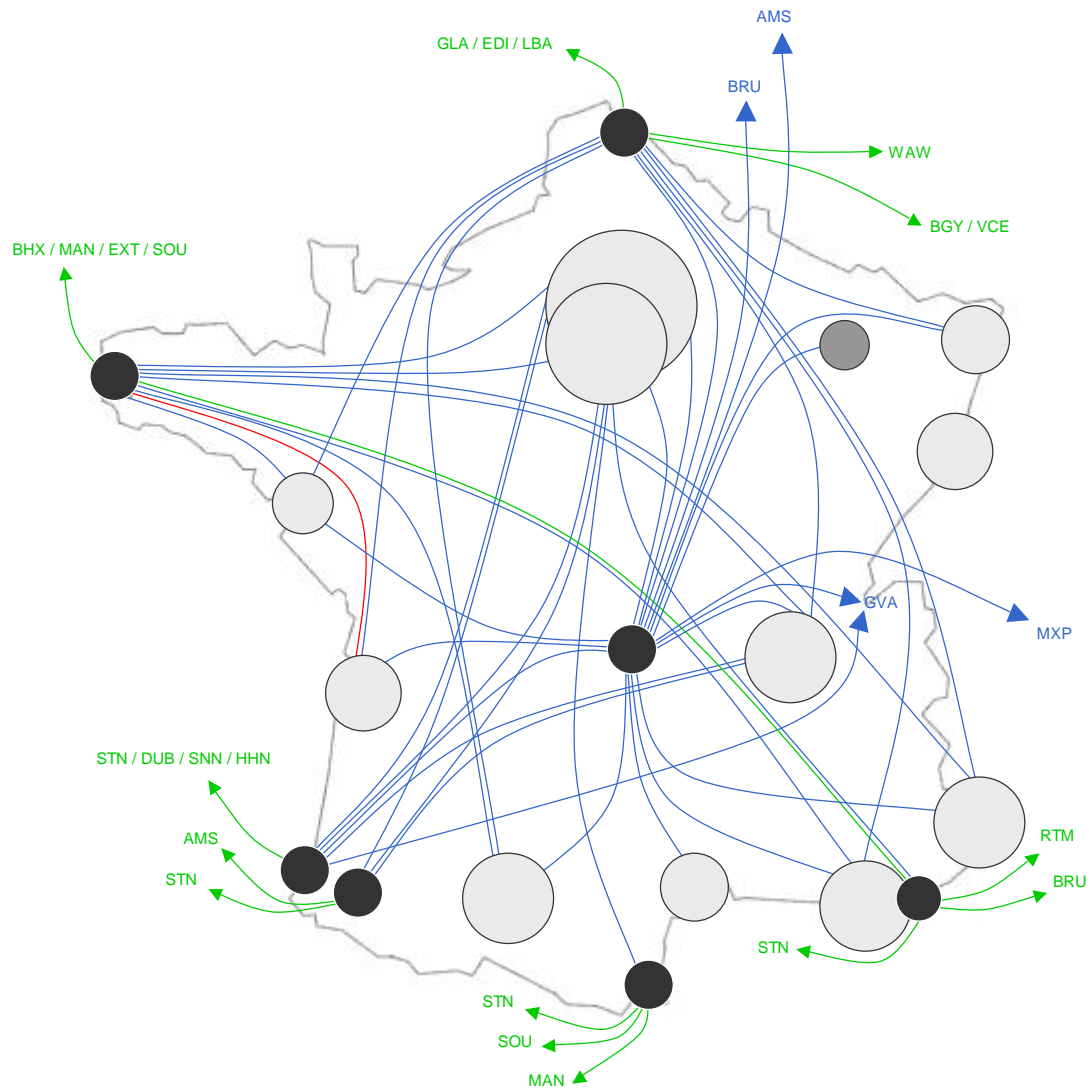 AMS
GLA / EDI / LBA
BRU
WAW
BGY / VCE
BHX / MAN / EXT / SOU
GVA
MXP
STN / DUB / SNN / HHN
AMS
RTM
STN
BRU
STN
STN
SOU
MAN